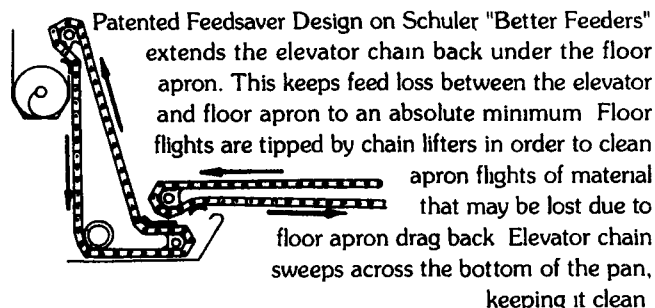 Patented Feedsaver Design on Schuler "Better Feeders"
extends the elevator chain back under the floor
apron. This keeps feed loss between the elevator
and floor apron to an absolute minimum Floor
flights are tipped by chain lifters in order to clean
apron flights of material
that may be lost due to
floor apron drag back Elevator chain
sweeps across the bottom of the pan,
keeping it clean